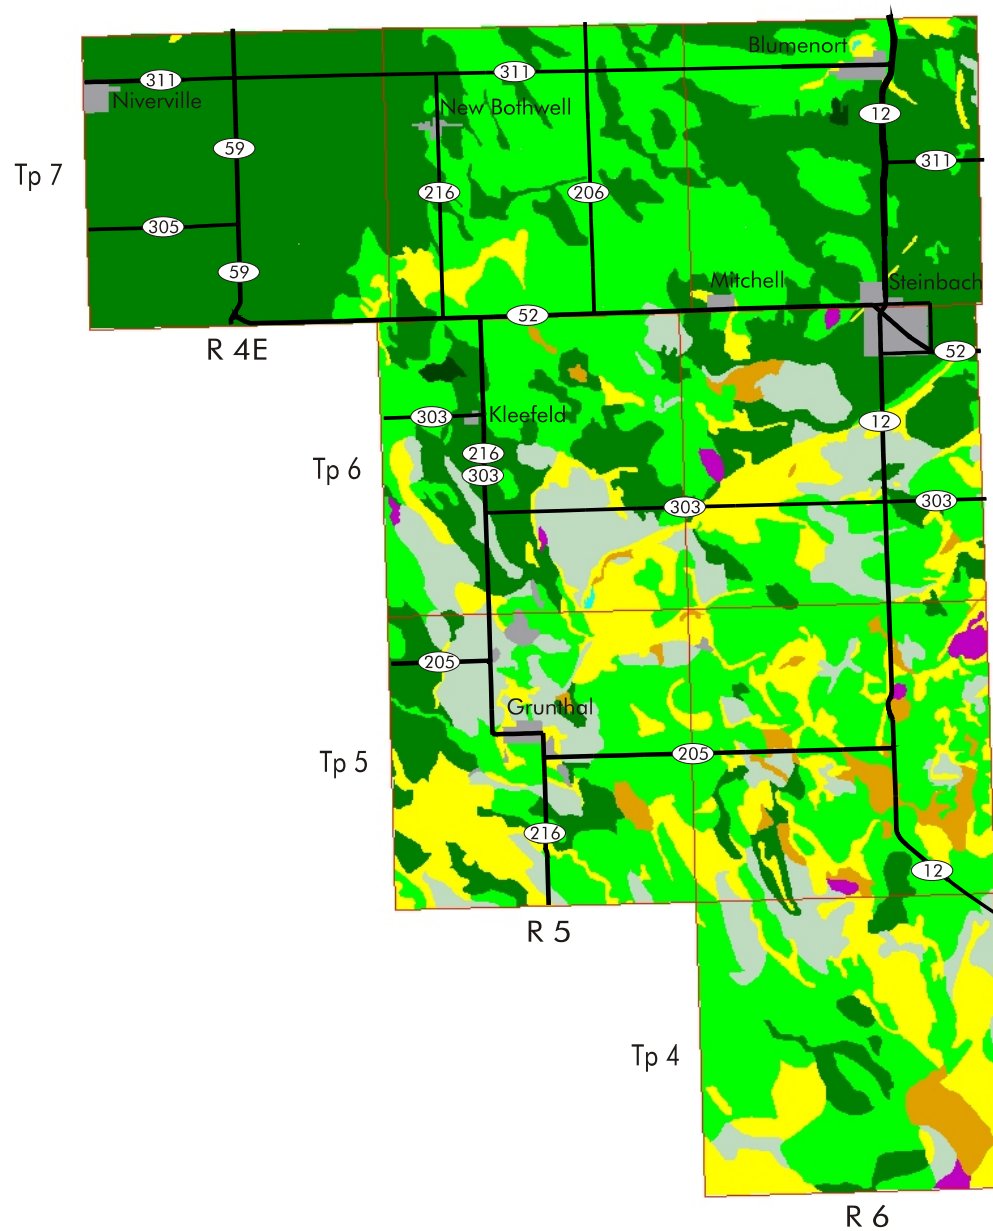 Blumenort
311
311
Niverville
New Bothwell
12
59
311
Tp 7
216
206
305
59
Mitchell
Steinbach
52
R 4E
52
303
Kleefeld
12
216
Tp 6
303
303
303
205
Grunthal
205
Tp 5
216
12
R 5
Tp 4
R 6